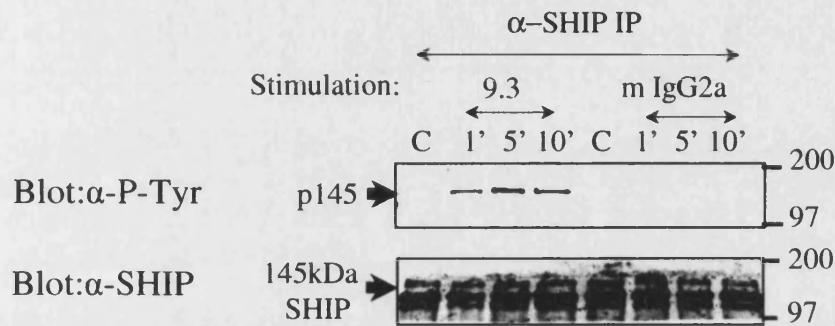 α–SHIP IP
Stimulation: 9.3 m IgG2a
C 1’ 5’ 10’ C 1’ 5’ 10’
Blot:α-P-Tyr p145 200
97
Blot:α-SHIP 145kDa SHIP 200
97